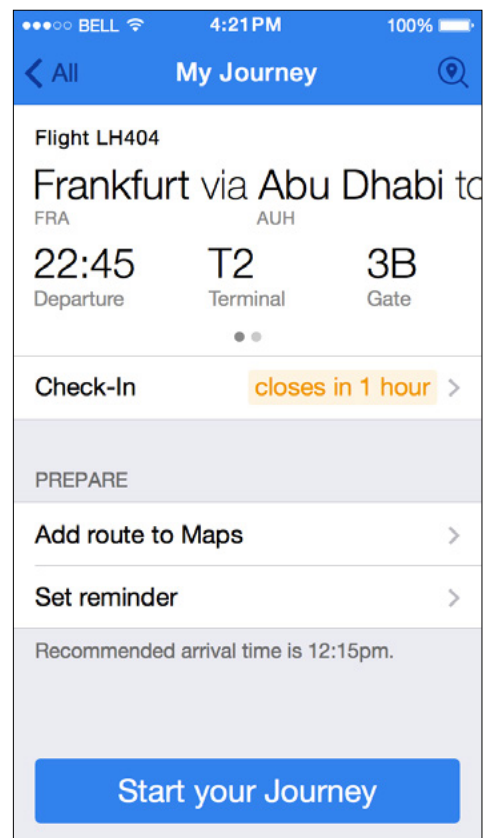 BELL 4:21PM 100%
All My Journey
Flight LH404
Frankfurt via Abu Dhabi to
FRA AUH
22:45 T2 3B
Departure Terminal Gate
Check-In closes in 1 hour
PREPARE
Add route to Maps
Set reminder
Recommended arrival time is 12:15pm.
Start your Journey